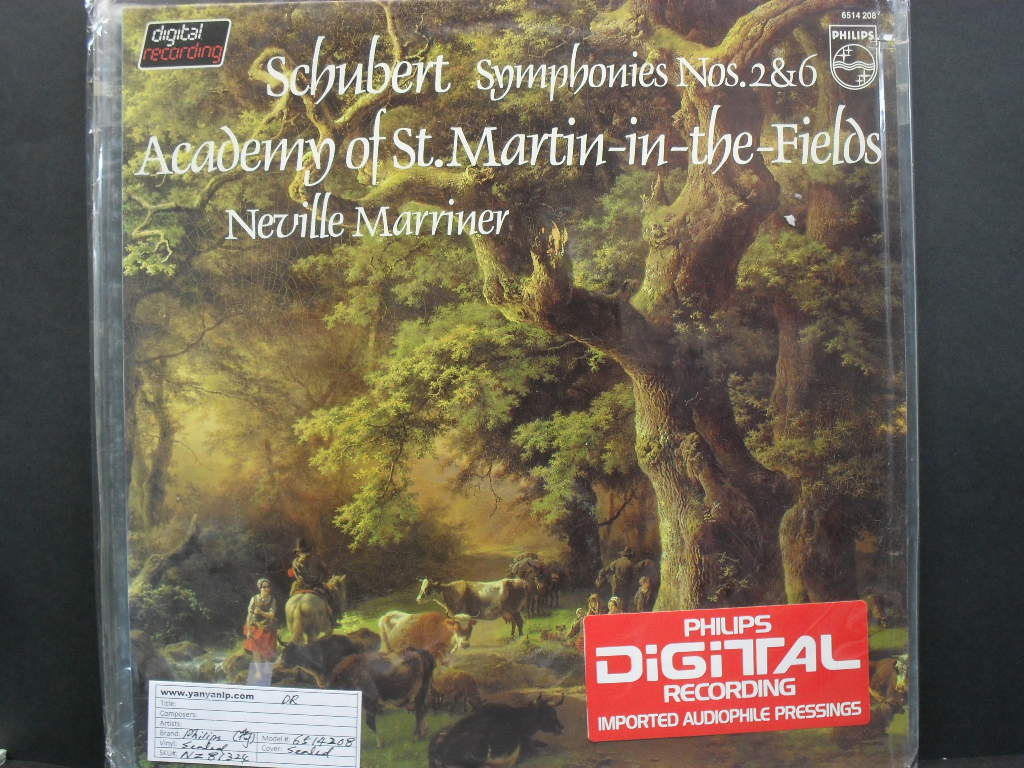 6514 208
digital
recording
PHILIPS
Schubert Symphonies Nos. 2&6
Academy of St. Martin-in-the-Fields
Neville Marriner
PHILIPS
DiGiTAL
RECORDING
IMPORTED AUDIOPHILE PRESSINGS
www.yanyanlp.com
Title: DR
Composers:
Artists:
Brand: Philips Model #: 6514208
Vinyl: Sealed Cover: Sealed
SKU#: NZ81324